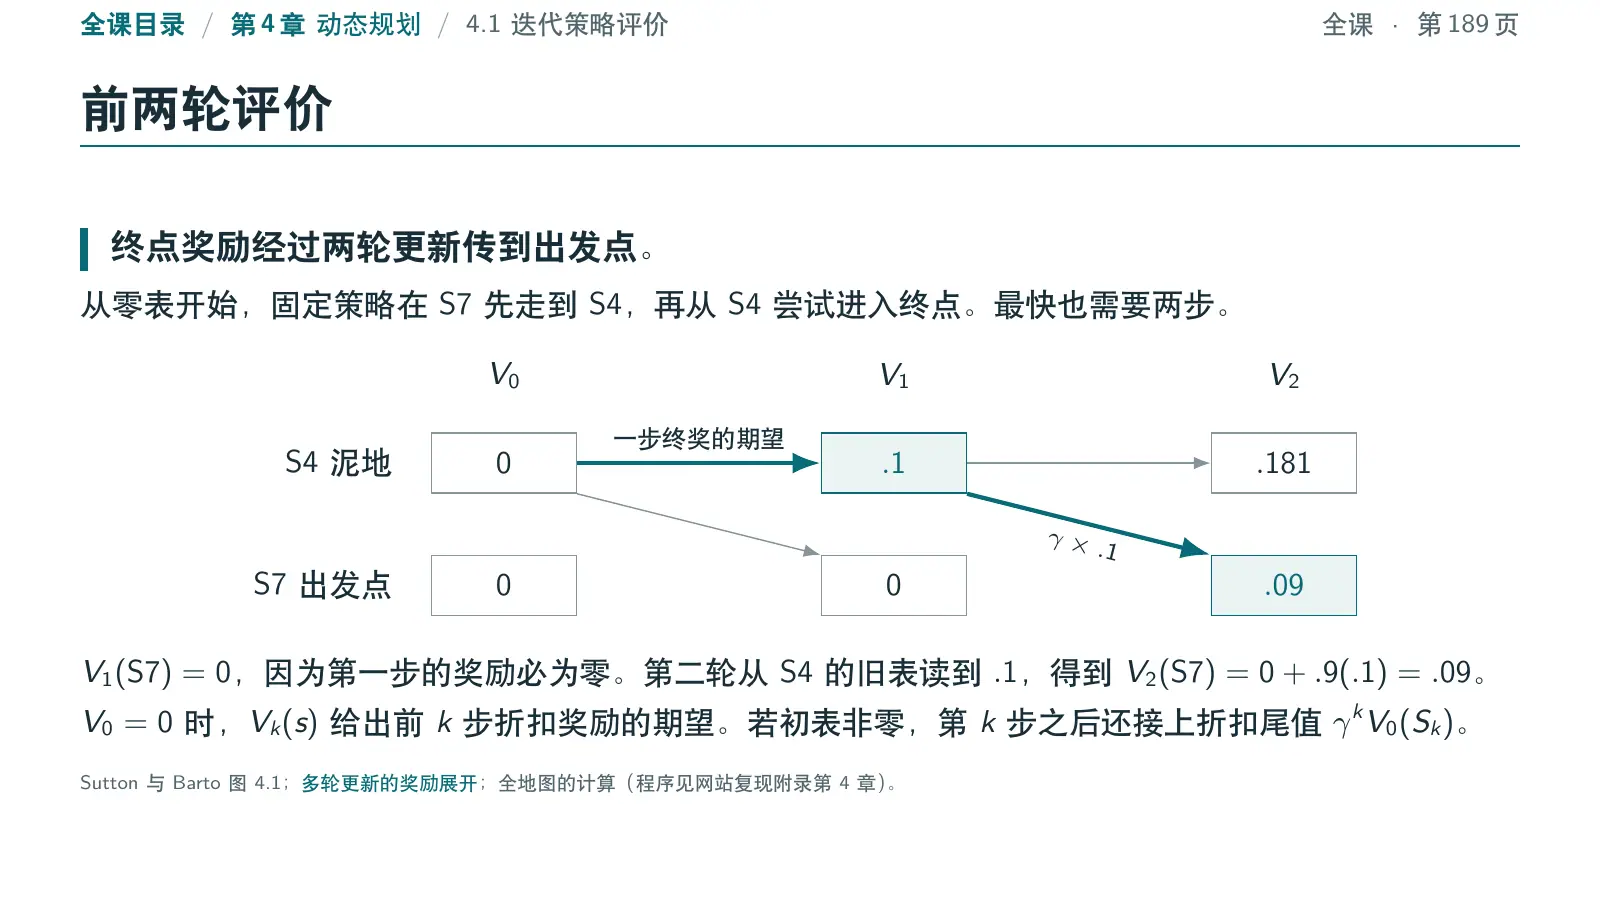 全课目录 / 第 4 章 动态规划 / 4.1 迭代策略评价
全课 · 第 189 页
前两轮评价
终点奖励经过两轮更新传到出发点。
从零表开始，固定策略在 S7 先走到 S4，再从 S4 尝试进入终点。最快也需要两步。
V₀ V₁ V₂
一步终奖的期望
S4 泥地 0 .1 .181
γ × .1
S7 出发点 0 0 .09
V₁(S7) = 0，因为第一步的奖励必为零。第二轮从 S4 的旧表读到 .1，得到 V₂(S7) = 0 + .9(.1) = .09。
V₀ = 0 时，Vₖ(s) 给出前 k 步折扣奖励的期望。若初表非零，第 k 步之后还接上折扣尾值 γᵏV₀(Sₖ)。
Sutton 与 Barto 图 4.1；多轮更新的奖励展开；全地图的计算（程序见网站复现附录第 4 章）。